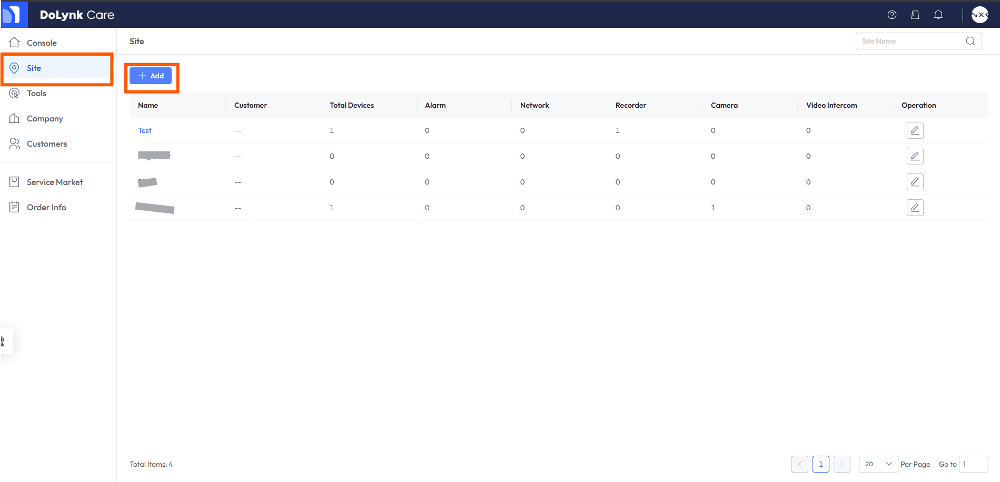 DoLynk Care
Console
Site
Tools
Company
Customers
Service Market
Order Info
Site
Site Name
+ Add
Name Customer Total Devices Alarm Network Recorder Camera Video Intercom Operation
Test -- 1 0 0 1 0 0
-- 0 0 0 0 0 0
-- 0 0 0 0 0 0
-- 1 0 0 0 1 0
Total Items: 4
< 1 > 20 Per Page Go to 1